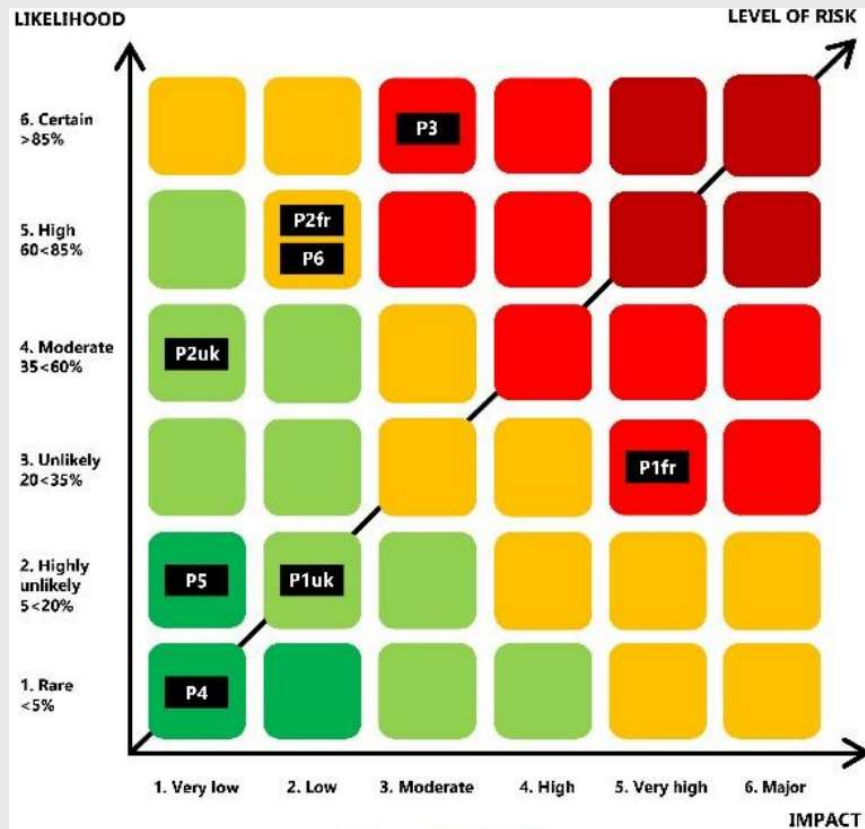 LIKELIHOOD
LEVEL OF RISK
6. Certain
>85%
P3
5. High
60<85%
P2fr
P6
4. Moderate
35<60%
P2uk
3. Unlikely
20<35%
P1fr
2. Highly
unlikely
5<20%
P5
P1uk
1. Rare
<5%
P4
1. Very low
2. Low
3. Moderate
4. High
5. Very high
6. Major
IMPACT